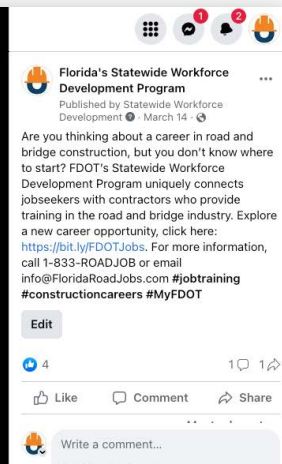 1
2
Florida's Statewide Workforce
Development Program
Published by Statewide Workforce
Development · March 14 ·
Are you thinking about a career in road and
bridge construction, but you don't know where
to start? FDOT's Statewide Workforce
Development Program uniquely connects
jobseekers with contractors who provide
training in the road and bridge industry. Explore
a new career opportunity, click here:
https://bit.ly/FDOTJobs. For more information,
call 1-833-ROADJOB or email
info@FloridaRoadJobs.com #jobtraining
#constructioncareers #MyFDOT
Edit
4 1 1
Like Comment Share
Write a comment...